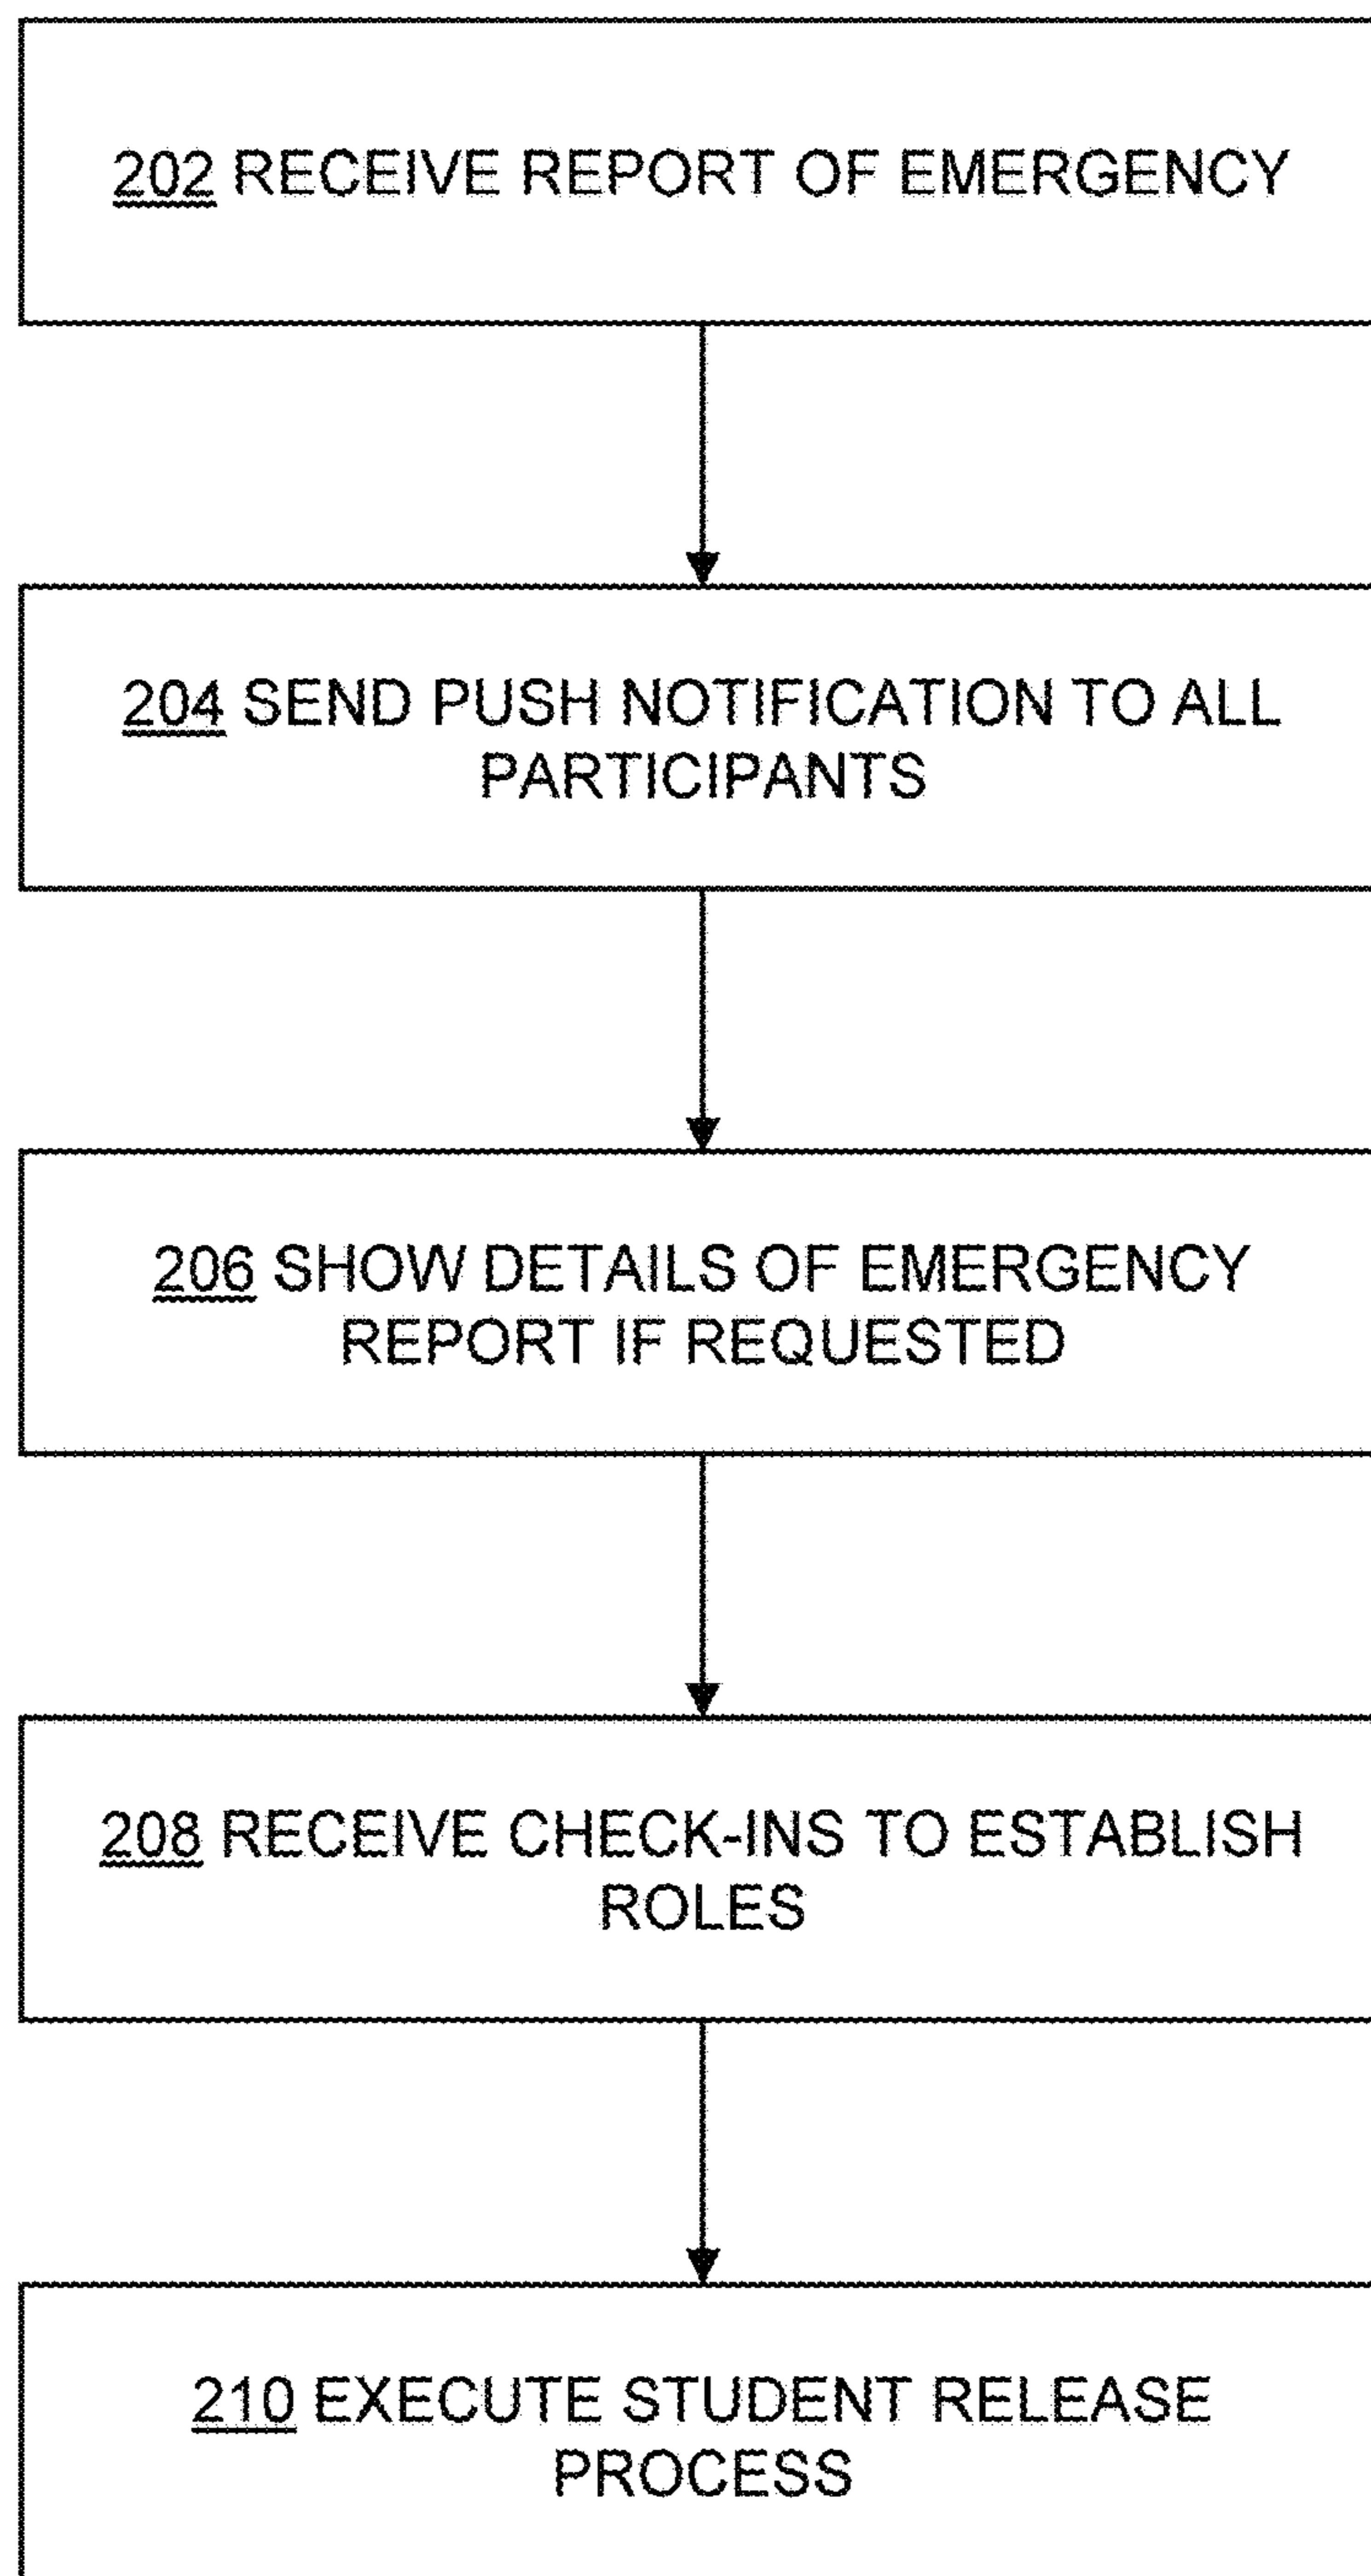 202 RECEIVE REPORT OF EMERGENCY
204 SEND PUSH NOTIFICATION TO ALL
PARTICIPANTS
206 SHOW DETAILS OF EMERGENCY
REPORT IF REQUESTED
208 RECEIVE CHECK-INS TO ESTABLISH
ROLES
210 EXECUTE STUDENT RELEASE
PROCESS